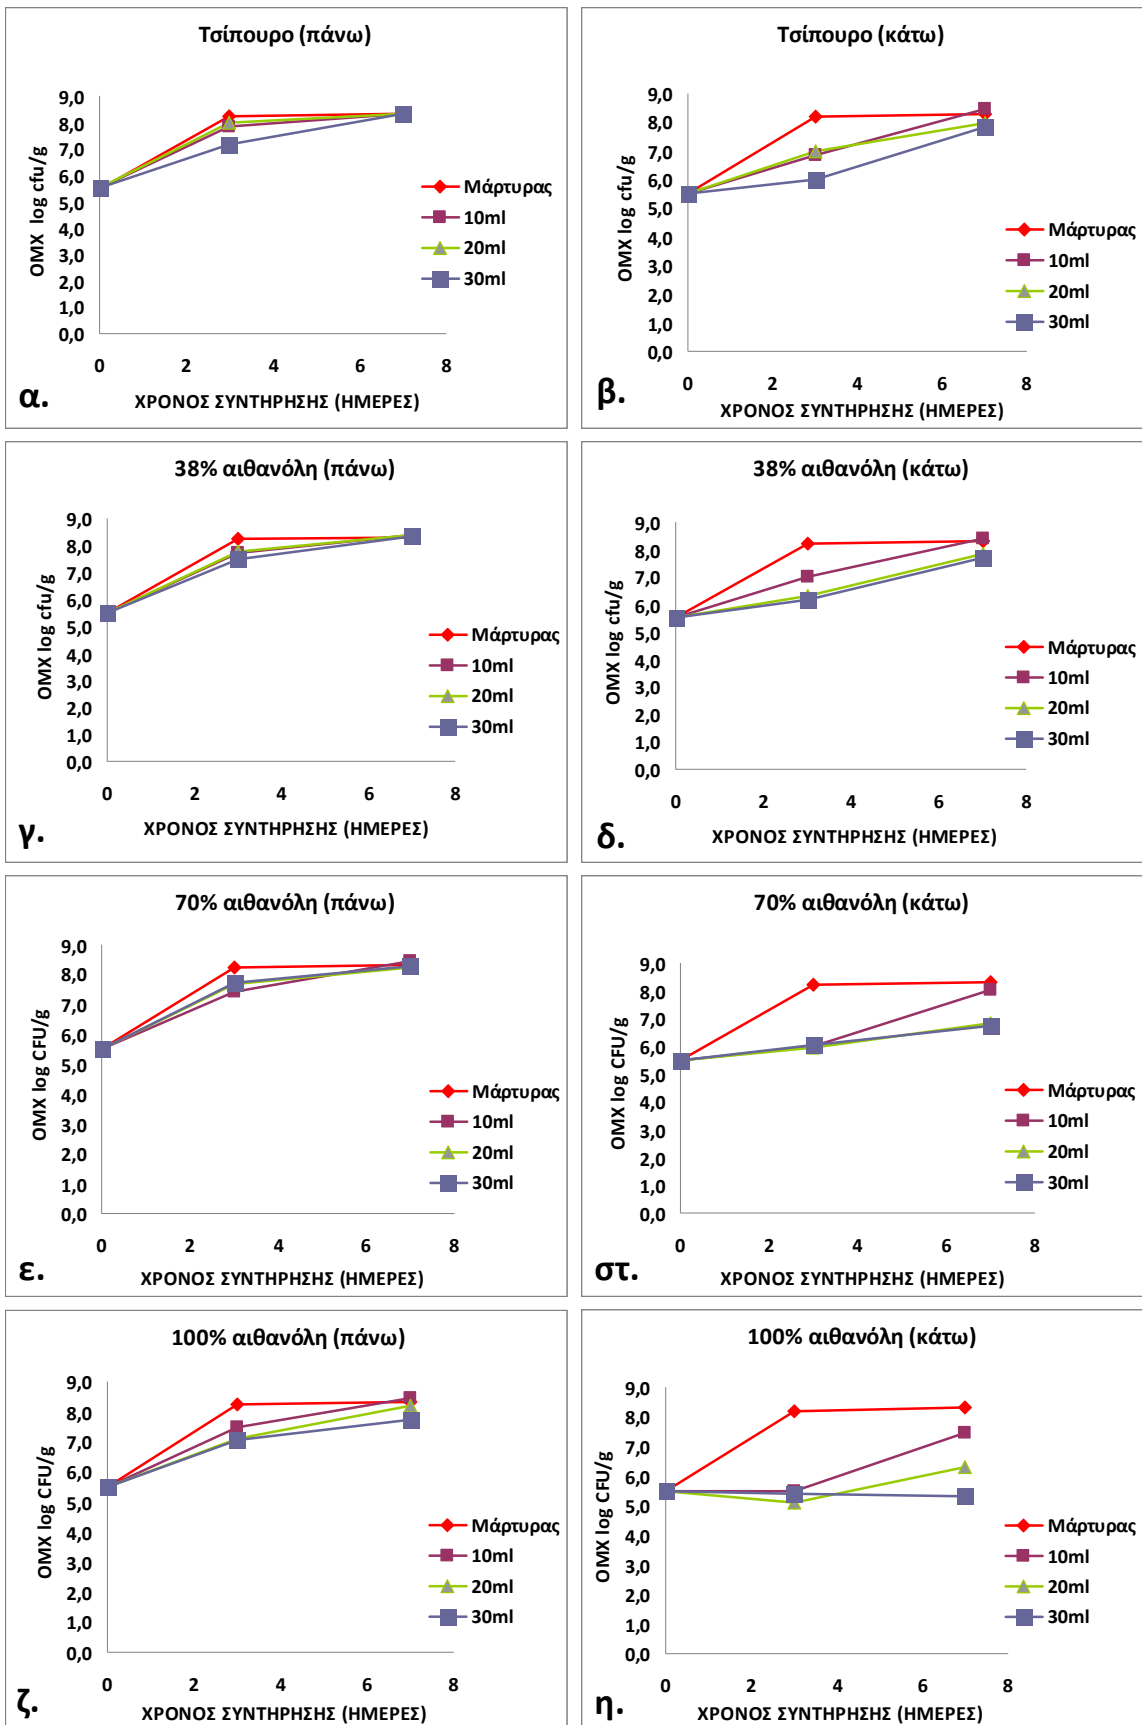 Τσίπουρο (πάνω)
9,0
8,0
7,0
6,0
5,0
4,0
3,0
2,0
1,0
0,0
ΟΜΧ log cfu/g
0 2 4 6 8
ΧΡΟΝΟΣ ΣΥΝΤΗΡΗΣΗΣ (ΗΜΕΡΕΣ)
Μάρτυρας
10ml
20ml
30ml
α.
Τσίπουρο (κάτω)
9,0
8,0
7,0
6,0
5,0
4,0
3,0
2,0
1,0
0,0
ΟΜΧ log cfu/g
0 2 4 6 8
ΧΡΟΝΟΣ ΣΥΝΤΗΡΗΣΗΣ (ΗΜΕΡΕΣ)
Μάρτυρας
10ml
20ml
30ml
β.
38% αιθανόλη (πάνω)
9,0
8,0
7,0
6,0
5,0
4,0
3,0
2,0
1,0
0,0
ΟΜΧ log cfu/g
0 2 4 6 8
ΧΡΟΝΟΣ ΣΥΝΤΗΡΗΣΗΣ (ΗΜΕΡΕΣ)
Μάρτυρας
10ml
20ml
30ml
γ.
38% αιθανόλη (κάτω)
9,0
8,0
7,0
6,0
5,0
4,0
3,0
2,0
1,0
0,0
ΟΜΧ log cfu/g
0 2 4 6 8
ΧΡΟΝΟΣ ΣΥΝΤΗΡΗΣΗΣ (ΗΜΕΡΕΣ)
Μάρτυρας
10ml
20ml
30ml
δ.
70% αιθανόλη (πάνω)
9,0
8,0
7,0
6,0
5,0
4,0
3,0
2,0
1,0
0,0
ΟΜΧ log CFU/g
0 2 4 6 8
ΧΡΟΝΟΣ ΣΥΝΤΗΡΗΣΗΣ (ΗΜΕΡΕΣ)
Μάρτυρας
10ml
20ml
30ml
ε.
70% αιθανόλη (κάτω)
9,0
8,0
7,0
6,0
5,0
4,0
3,0
2,0
1,0
0,0
ΟΜΧ log CFU/g
0 2 4 6 8
ΧΡΟΝΟΣ ΣΥΝΤΗΡΗΣΗΣ (ΗΜΕΡΕΣ)
Μάρτυρας
10ml
20ml
30ml
στ.
100% αιθανόλη (πάνω)
9,0
8,0
7,0
6,0
5,0
4,0
3,0
2,0
1,0
0,0
ΟΜΧ log CFU/g
0 2 4 6 8
ΧΡΟΝΟΣ ΣΥΝΤΗΡΗΣΗΣ (ΗΜΕΡΕΣ)
Μάρτυρας
10ml
20ml
30ml
ζ.
100% αιθανόλη (κάτω)
9,0
8,0
7,0
6,0
5,0
4,0
3,0
2,0
1,0
0,0
ΟΜΧ log CFU/g
0 2 4 6 8
ΧΡΟΝΟΣ ΣΥΝΤΗΡΗΣΗΣ (ΗΜΕΡΕΣ)
Μάρτυρας
10ml
20ml
30ml
η.